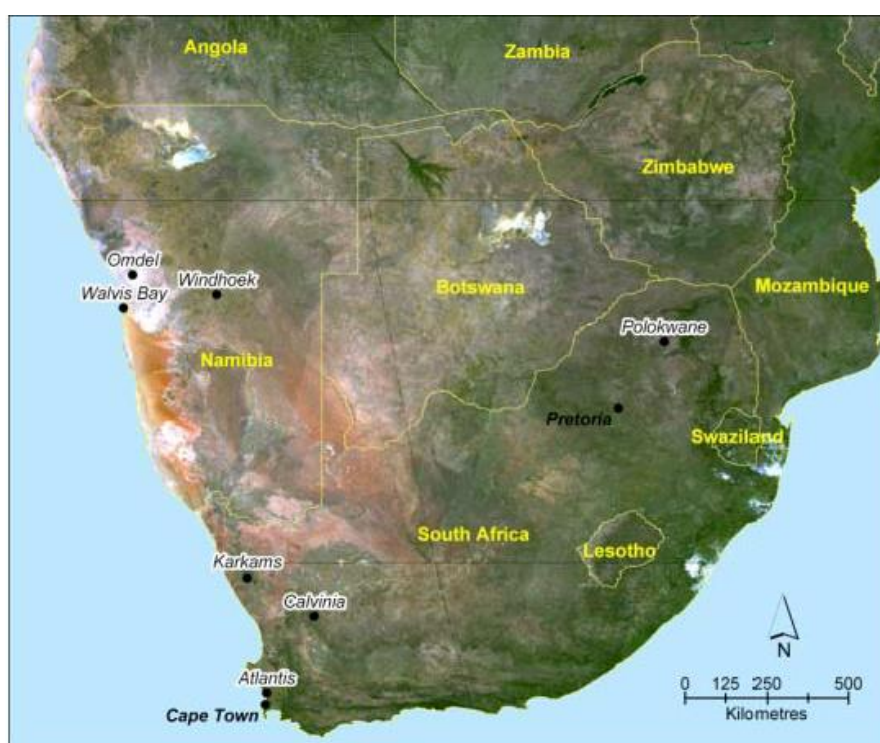 Angola
Zambia
Zimbabwe
Omdel
Windhoek
Walvis Bay
Botswana
Mozambique
Polokwane
Namibia
Pretoria
Swaziland
South Africa
Lesotho
Karkams
Calvinia
N
Atlantis
0 125 250 500
Cape Town
Kilometres